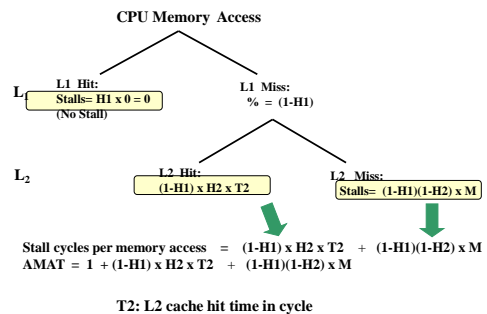 CPU Memory Access
L1 Hit:
Stalls= H1 x 0 = 0
(No Stall)
L1 Miss:
% = (1-H1)
L1
L2 Hit:
(1-H1) x H2 x T2
L2 Miss:
Stalls= (1-H1)(1-H2) x M
L2
Stall cycles per memory access = (1-H1) x H2 x T2 + (1-H1)(1-H2) x M
AMAT = 1 + (1-H1) x H2 x T2 + (1-H1)(1-H2) x M
T2: L2 cache hit time in cycle